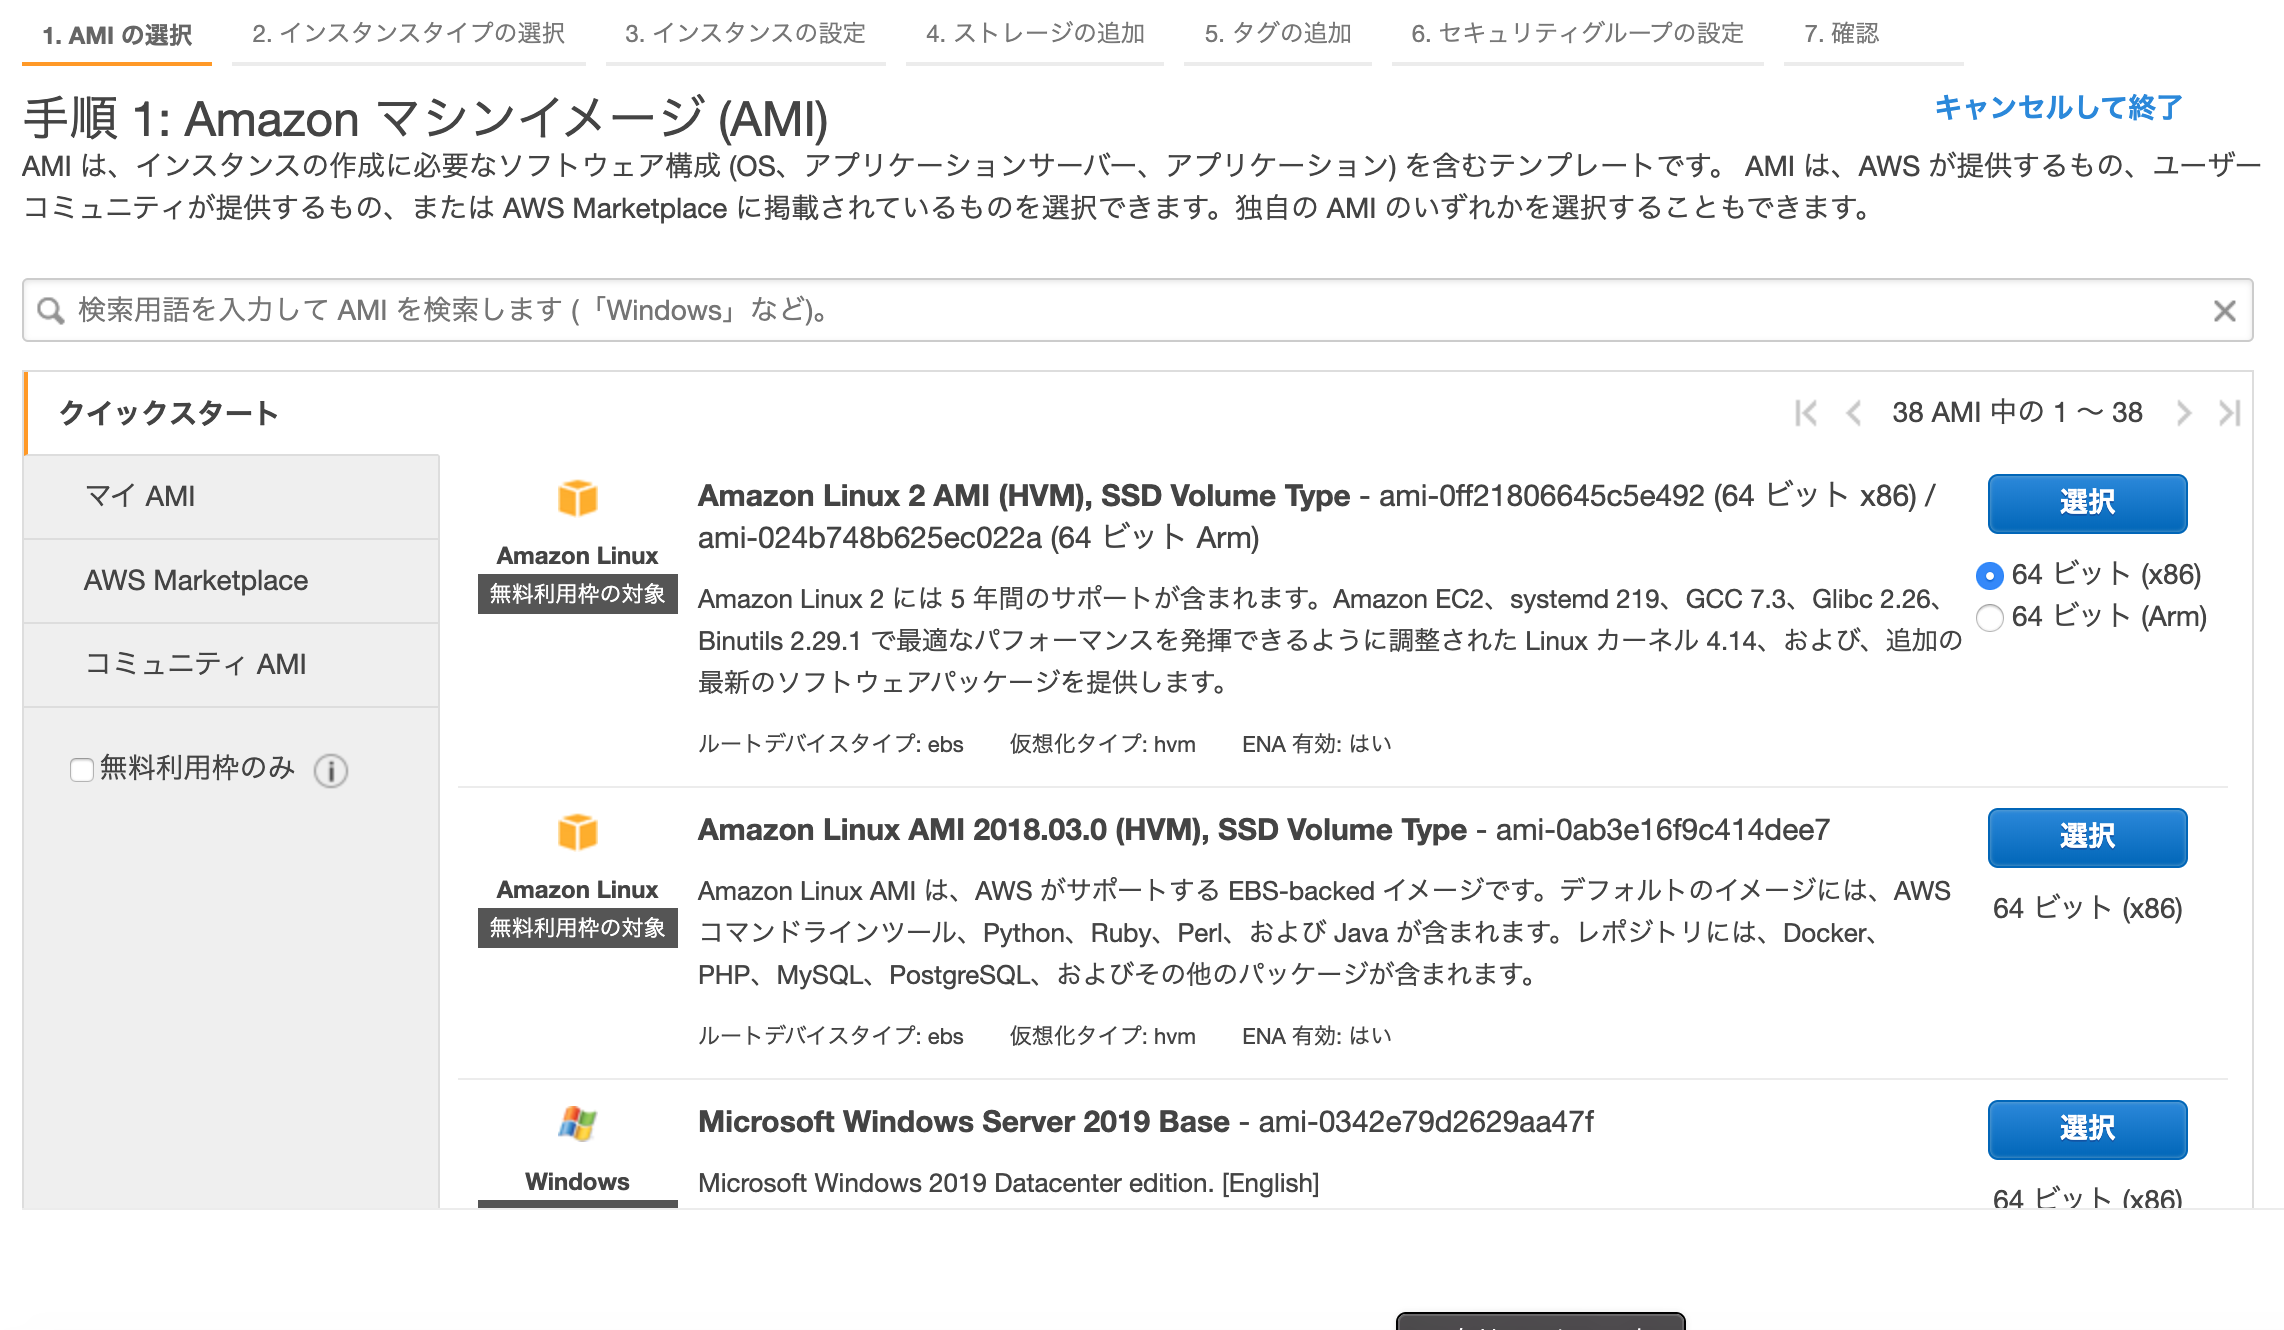 1. AMI の選択
2. インスタンスタイプの選択
3. インスタンスの設定
4. ストレージの追加
5. タグの追加
6. セキュリティグループの設定
7. 確認
手順 1: Amazon マシンイメージ (AMI)
キャンセルして終了
AMI は、インスタンスの作成に必要なソフトウェア構成 (OS、アプリケーションサーバー、アプリケーション) を含むテンプレートです。 AMI は、AWS が提供するもの、ユーザー
コミュニティが提供するもの、または AWS Marketplace に掲載されているものを選択できます。独自の AMI のいずれかを選択することもできます。
検索用語を入力して AMI を検索します (「Windows」など)。
クイックスタート
38 AMI 中の 1 〜 38
マイ AMI
AWS Marketplace
コミュニティ AMI
無料利用枠のみ
Amazon Linux
無料利用枠の対象
Amazon Linux 2 AMI (HVM), SSD Volume Type - ami-0ff21806645c5e492 (64 ビット x86) /
ami-024b748b625ec022a (64 ビット Arm)
Amazon Linux 2 には 5 年間のサポートが含まれます。Amazon EC2、systemd 219、GCC 7.3、Glibc 2.26、
Binutils 2.29.1 で最適なパフォーマンスを発揮できるように調整された Linux カーネル 4.14、および、追加の
最新のソフトウェアパッケージを提供します。
ルートデバイスタイプ: ebs 仮想化タイプ: hvm ENA 有効: はい
選択
64 ビット (x86)
64 ビット (Arm)
Amazon Linux
無料利用枠の対象
Amazon Linux AMI 2018.03.0 (HVM), SSD Volume Type - ami-0ab3e16f9c414dee7
Amazon Linux AMI は、AWS がサポートする EBS-backed イメージです。デフォルトのイメージには、AWS
コマンドラインツール、Python、Ruby、Perl、および Java が含まれます。レポジトリには、Docker、
PHP、MySQL、PostgreSQL、およびその他のパッケージが含まれます。
ルートデバイスタイプ: ebs 仮想化タイプ: hvm ENA 有効: はい
選択
64 ビット (x86)
Windows
Microsoft Windows Server 2019 Base - ami-0342e79d2629aa47f
Microsoft Windows 2019 Datacenter edition. [English]
選択
64 ビット (x86)